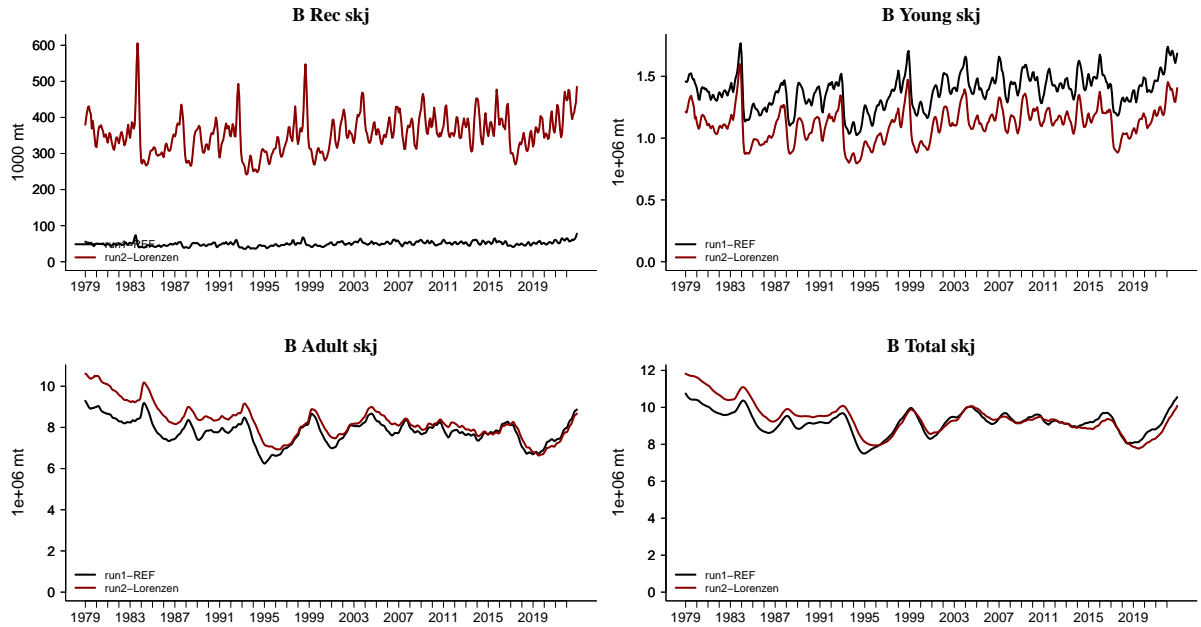 B Rec skj
1000 mt
600
500
400
300
200
100
0
run1−REF
run2−Lorenzen
1979 1983 1987 1991 1995 1999 2003 2007 2011 2015 2019
B Young skj
1e+06 mt
1.5
1.0
0.5
0.0
run1−REF
run2−Lorenzen
1979 1983 1987 1991 1995 1999 2003 2007 2011 2015 2019
B Adult skj
1e+06 mt
10
8
6
4
2
0
run1−REF
run2−Lorenzen
1979 1983 1987 1991 1995 1999 2003 2007 2011 2015 2019
B Total skj
1e+06 mt
12
10
8
6
4
2
0
run1−REF
run2−Lorenzen
1979 1983 1987 1991 1995 1999 2003 2007 2011 2015 2019